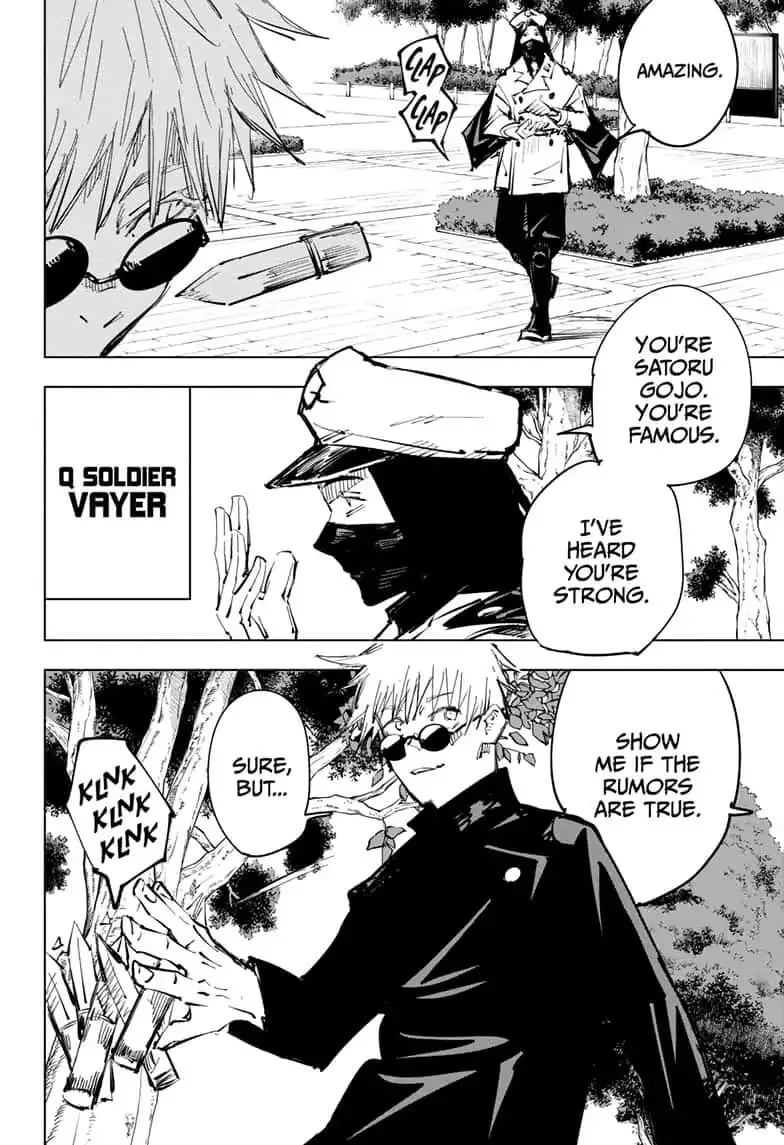 AMAZING.
CLAP
CLAP
YOU'RE
SATORU
GOJO.
YOU'RE
FAMOUS.
I'VE
HEARD
YOU'RE
STRONG.
Q SOLDIER
VAYER
SHOW
ME IF THE
RUMORS
ARE TRUE.
SURE,
BUT...
KLNK
KLNK
KLNK